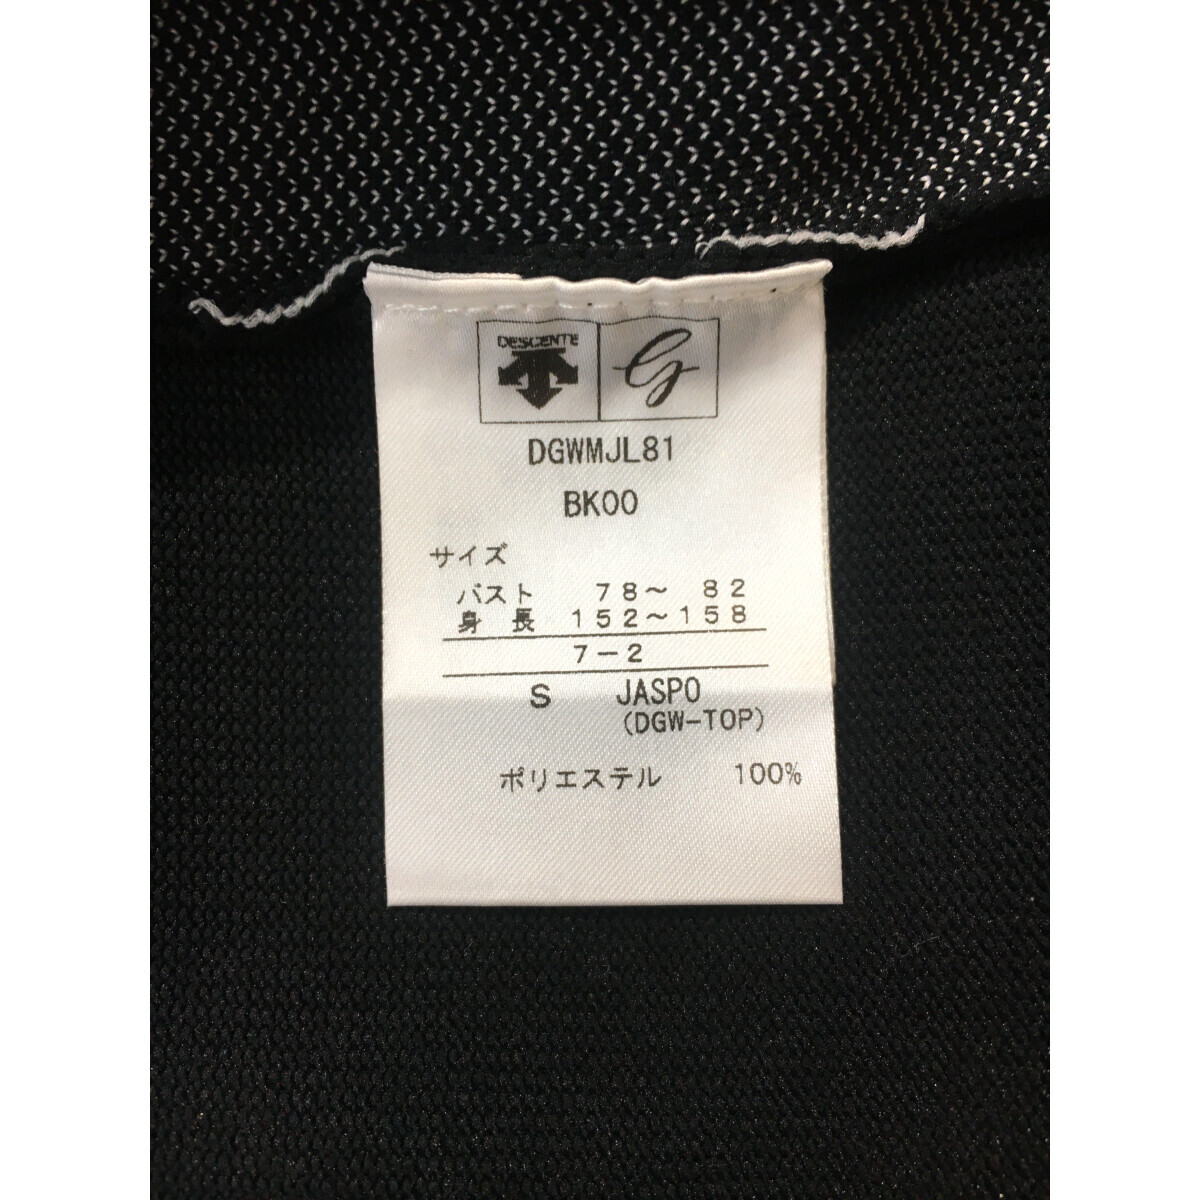 DESCENTE G
DGWMJL81
BK00
サイズ
バスト 78～ 82
身 長 152～158
7－2
S JASPO
(DGW-TOP)
ポリエステル 100%